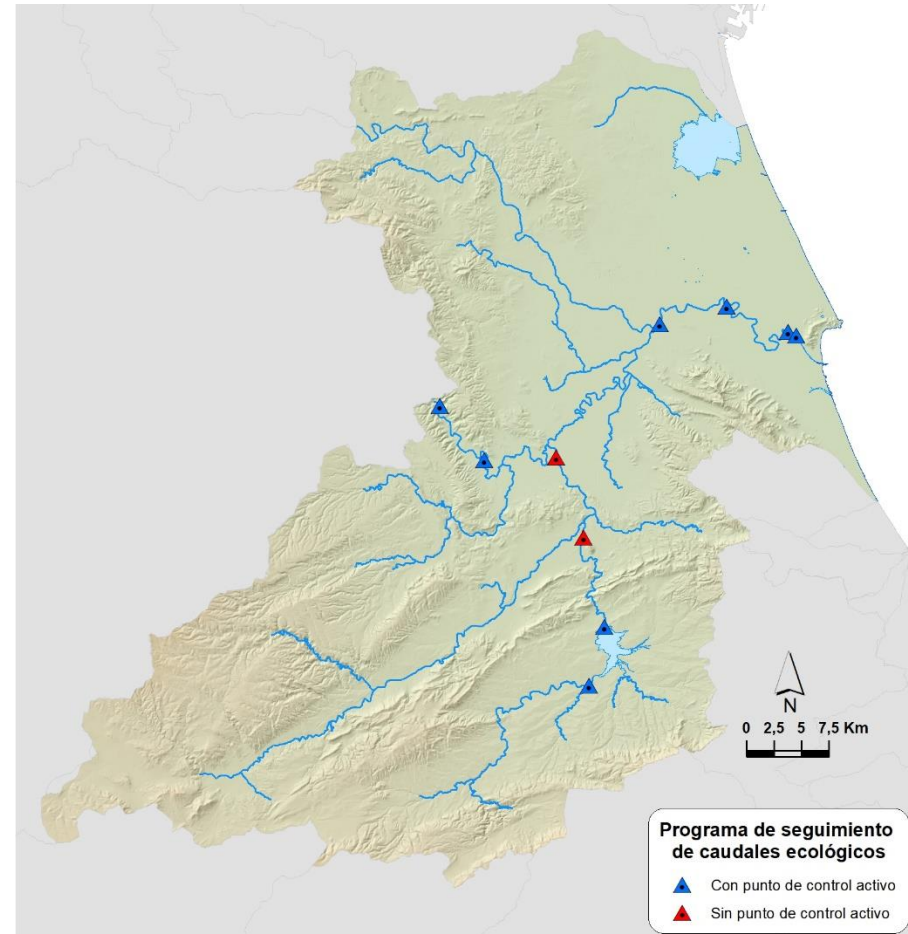 N
0 2,5 5 7,5 Km
Programa de seguimiento
de caudales ecológicos
Con punto de control activo
Sin punto de control activo